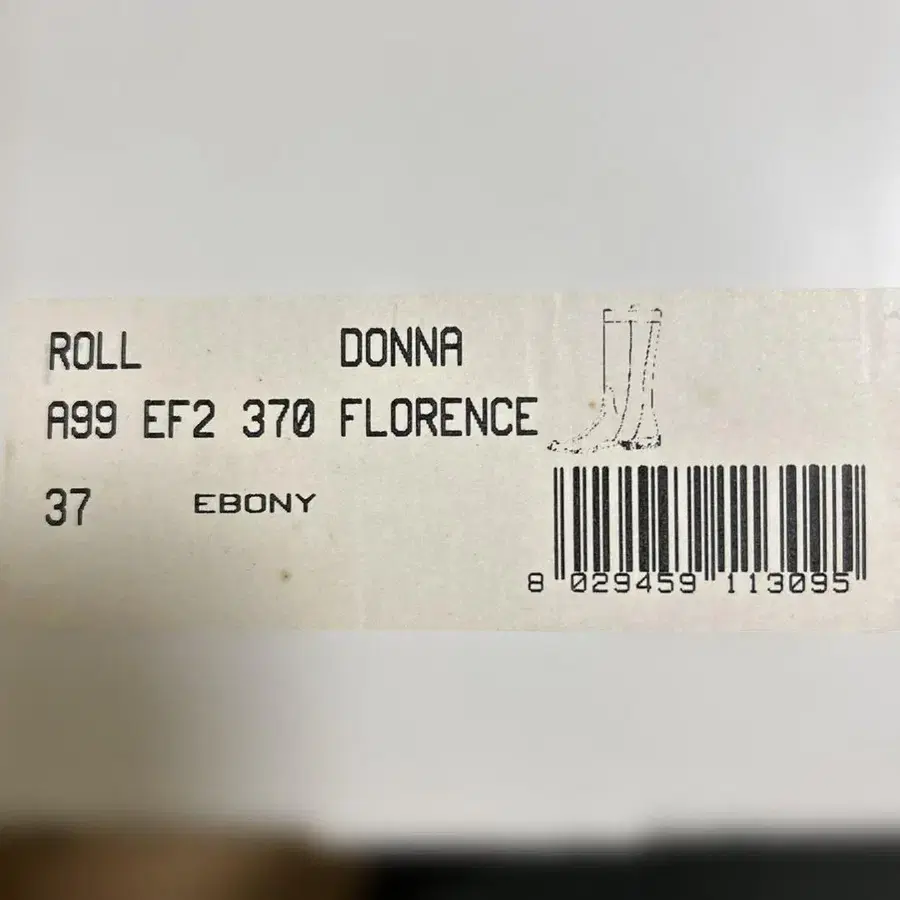 ROLL DONNA
A99 EF2 370 FLORENCE
37 EBONY
8 029459 113095